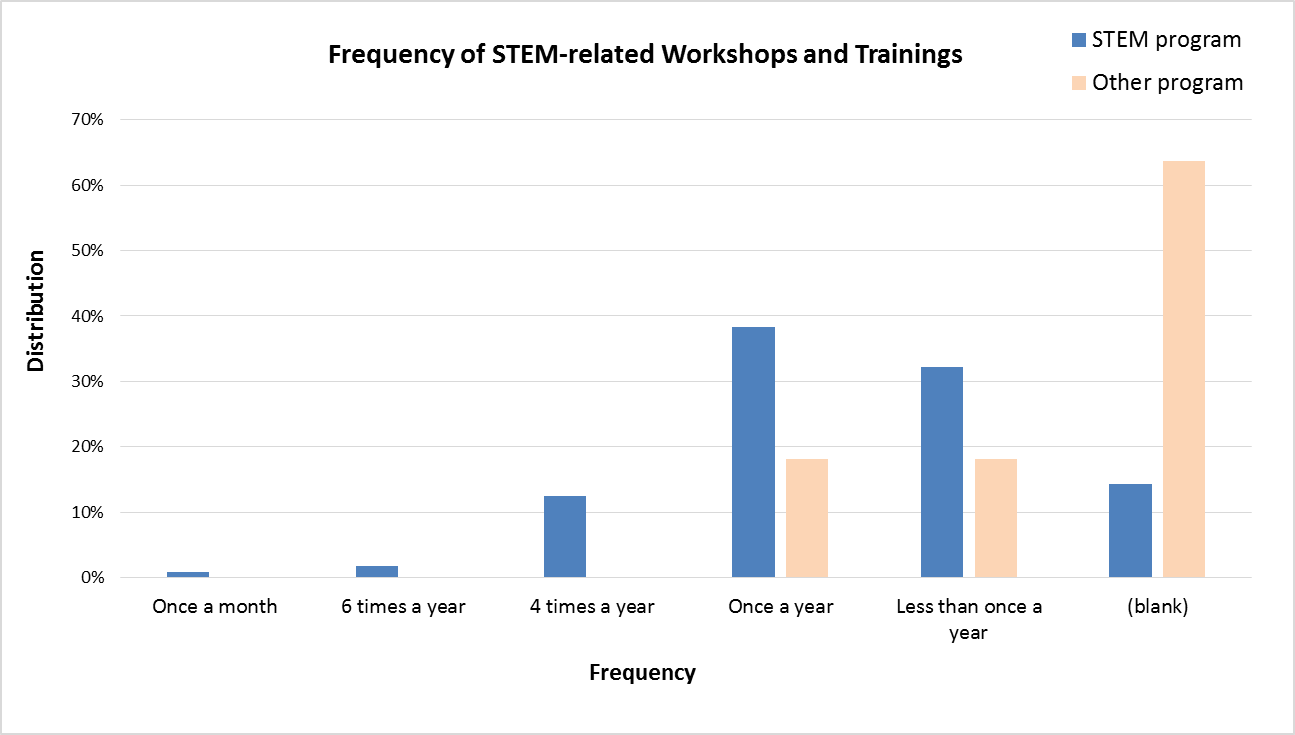 Frequency of STEM-related Workshops and Trainings
STEM program
Other program
Distribution
70%
60%
50%
40%
30%
20%
10%
0%
Once a month
6 times a year
4 times a year
Once a year
Less than once a
year
(blank)
Frequency